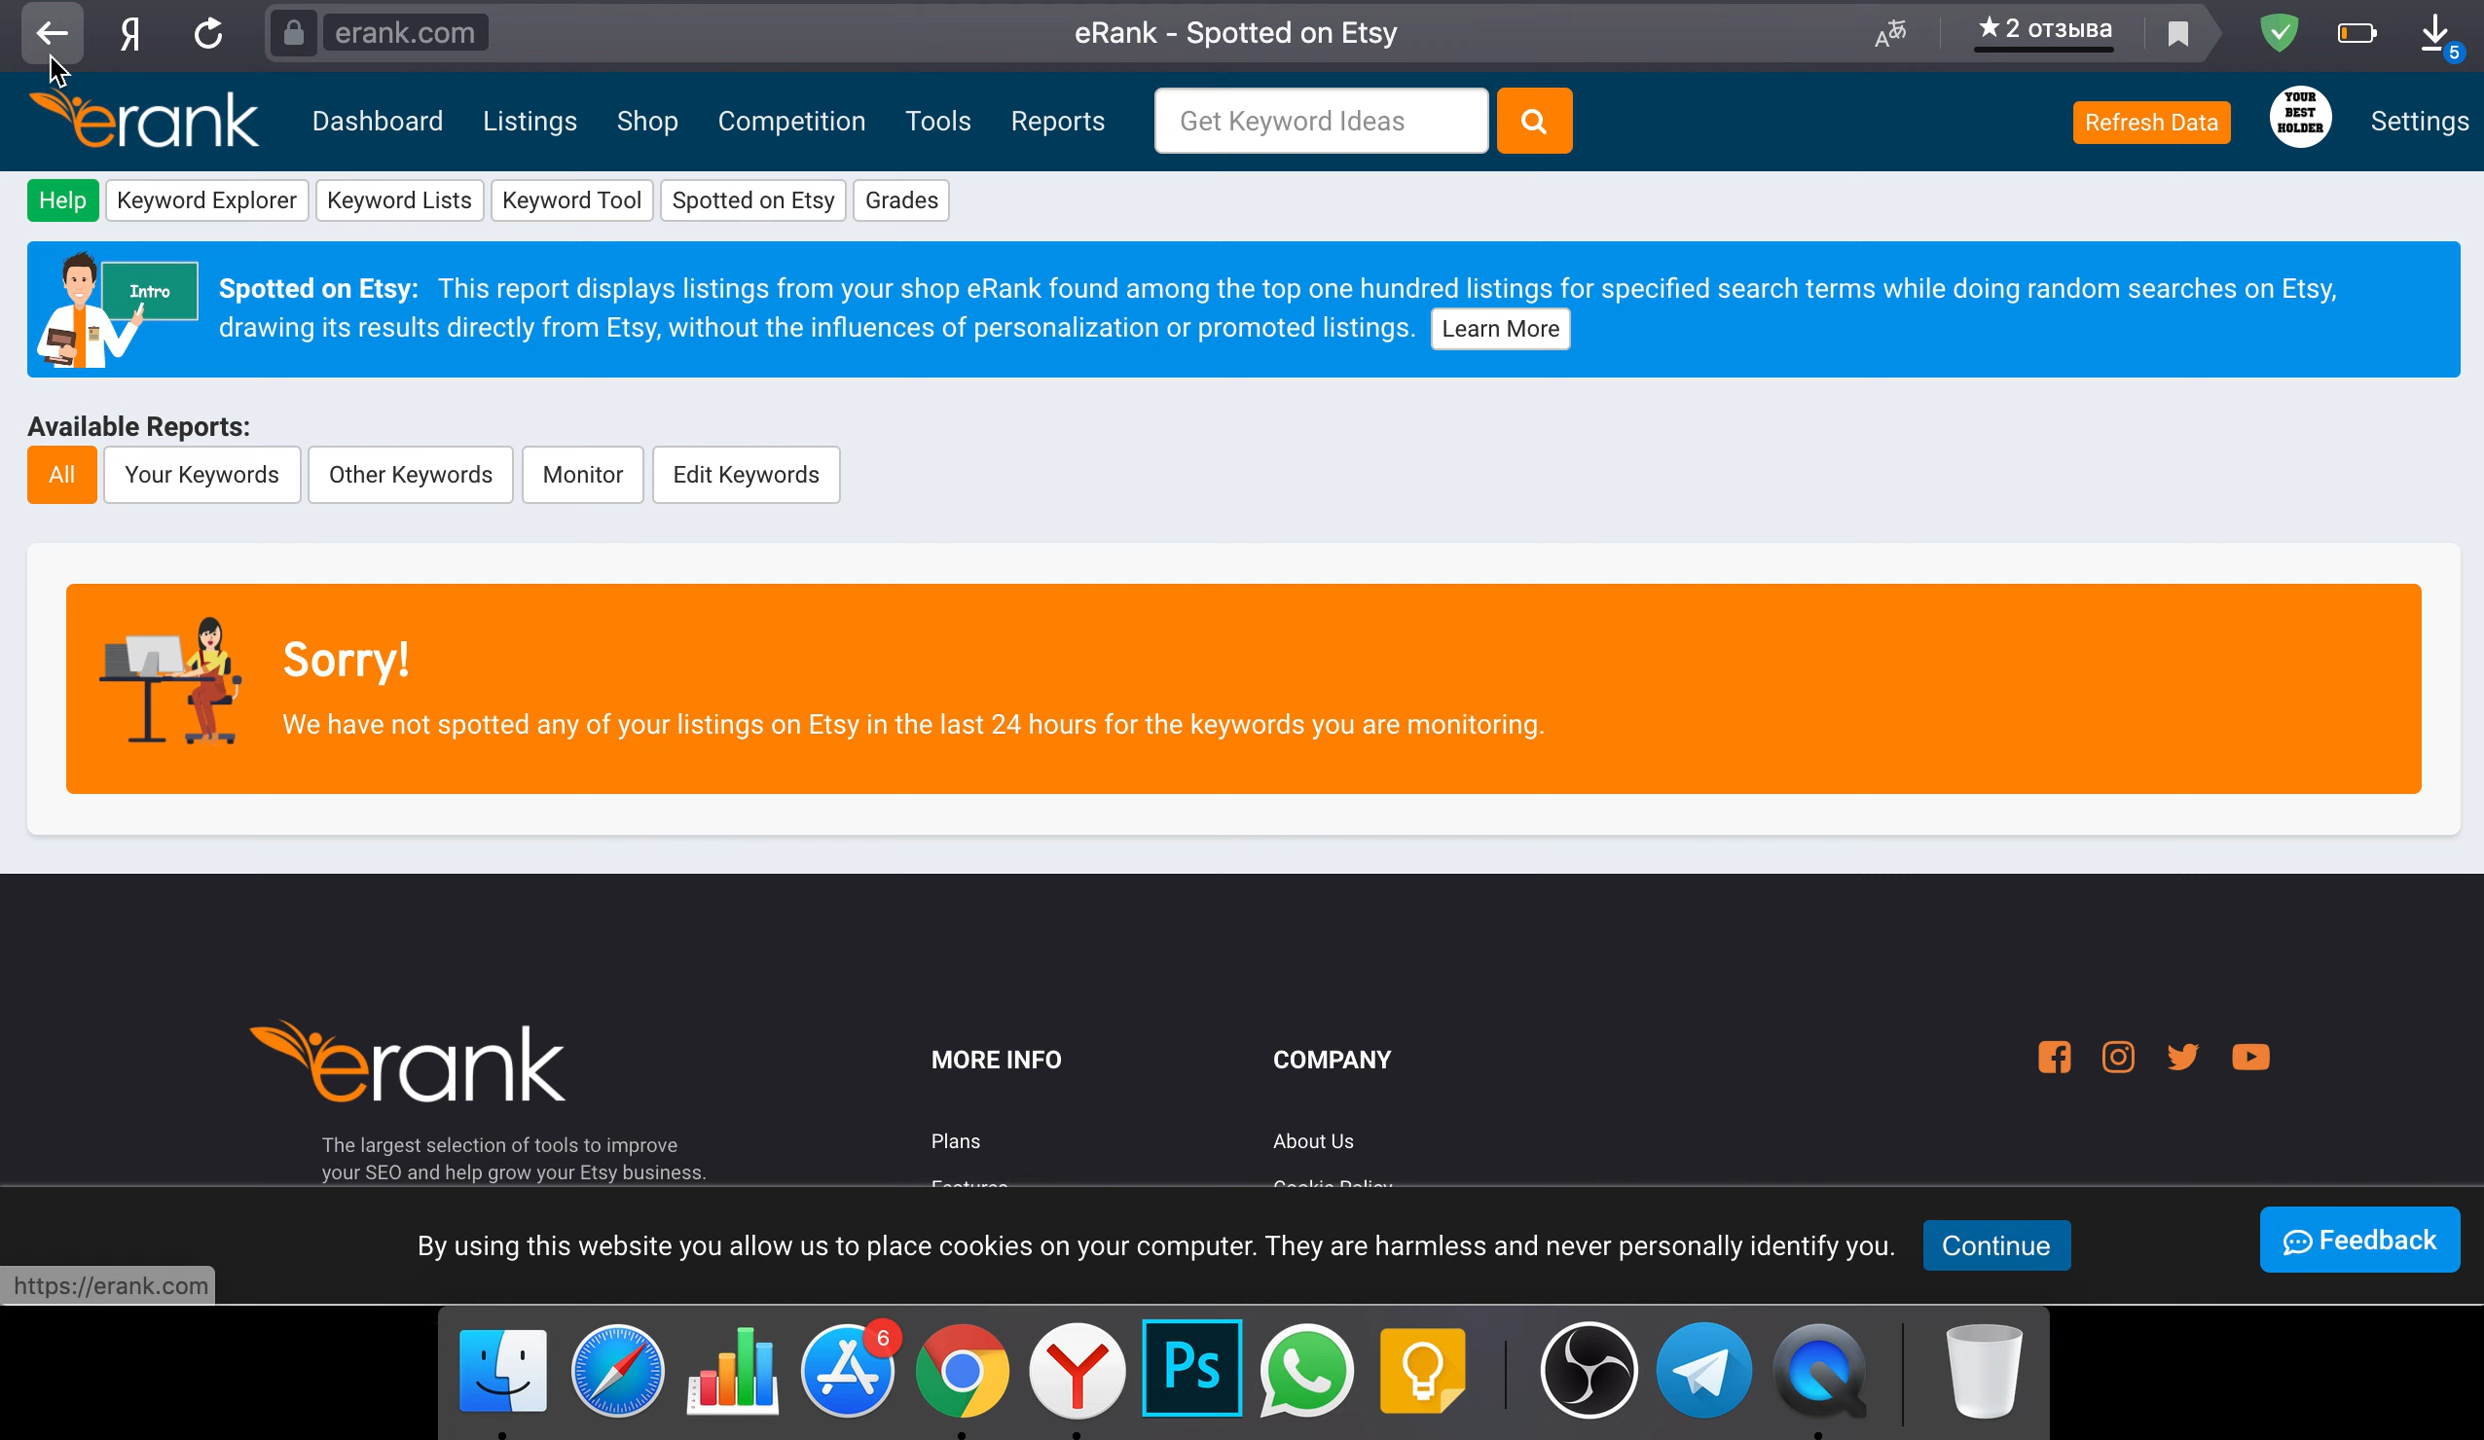 Я
erank.com
eRank - Spotted on Etsy
Aあ
★ 2 отзыва
5
erank
Dashboard
Listings
Shop
Competition
Tools
Reports
Get Keyword Ideas
Refresh Data
YOUR
BEST
HOLDER
Settings
Help
Keyword Explorer
Keyword Lists
Keyword Tool
Spotted on Etsy
Grades
Intro
Spotted on Etsy: This report displays listings from your shop eRank found among the top one hundred listings for specified search terms while doing random searches on Etsy,
drawing its results directly from Etsy, without the influences of personalization or promoted listings. Learn More
Available Reports:
All
Your Keywords
Other Keywords
Monitor
Edit Keywords
Sorry!
We have not spotted any of your listings on Etsy in the last 24 hours for the keywords you are monitoring.
erank
MORE INFO
COMPANY
The largest selection of tools to improve
your SEO and help grow your Etsy business.
Plans
About Us
Features
Cookie Policy
By using this website you allow us to place cookies on your computer. They are harmless and never personally identify you.
Continue
Feedback
https://erank.com
6
Ps